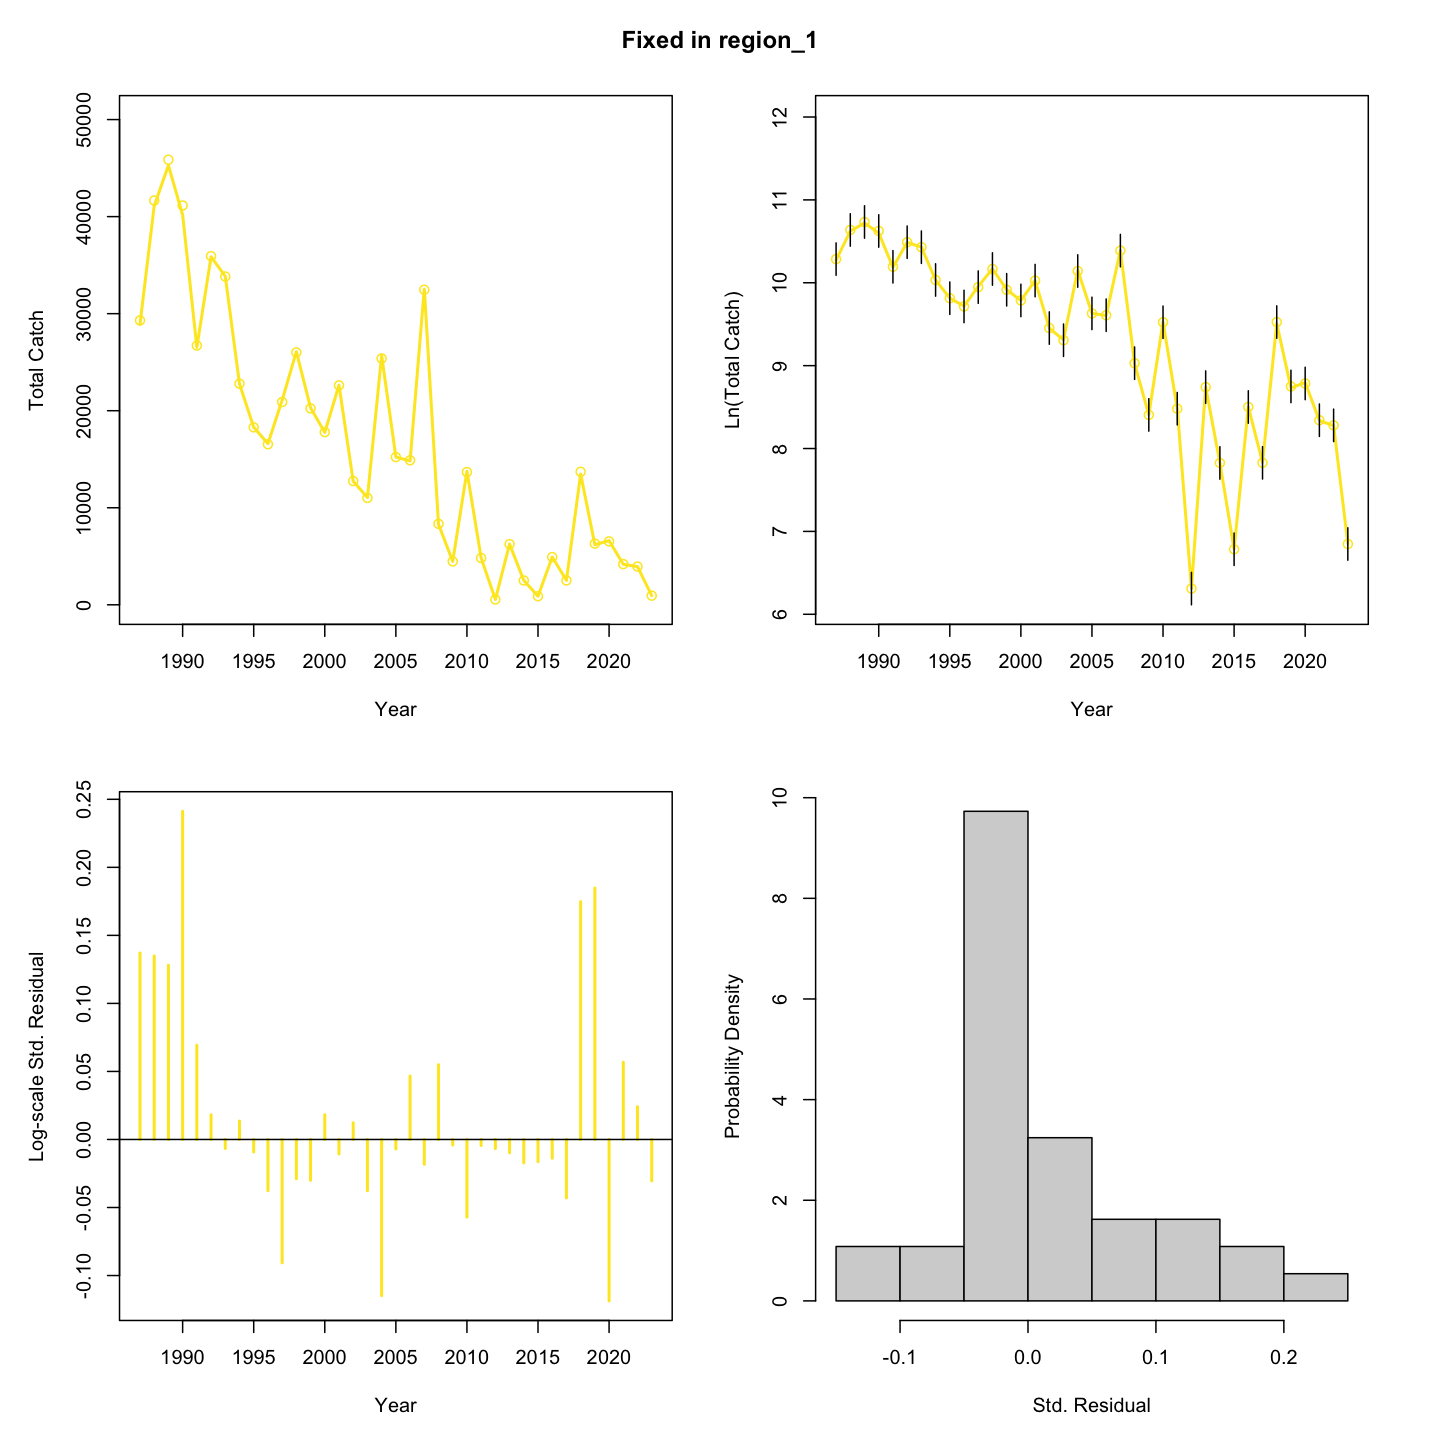 Fixed in region_1
Total Catch
50000
40000
30000
20000
10000
0
1990 1995 2000 2005 2010 2015 2020
Year
Ln(Total Catch)
12
11
10
9
8
7
6
1990 1995 2000 2005 2010 2015 2020
Year
Log-scale Std. Residual
0.25
0.20
0.15
0.10
0.05
0.00
-0.05
-0.10
1990 1995 2000 2005 2010 2015 2020
Year
Probability Density
10
8
6
4
2
0
-0.1 0.0 0.1 0.2
Std. Residual